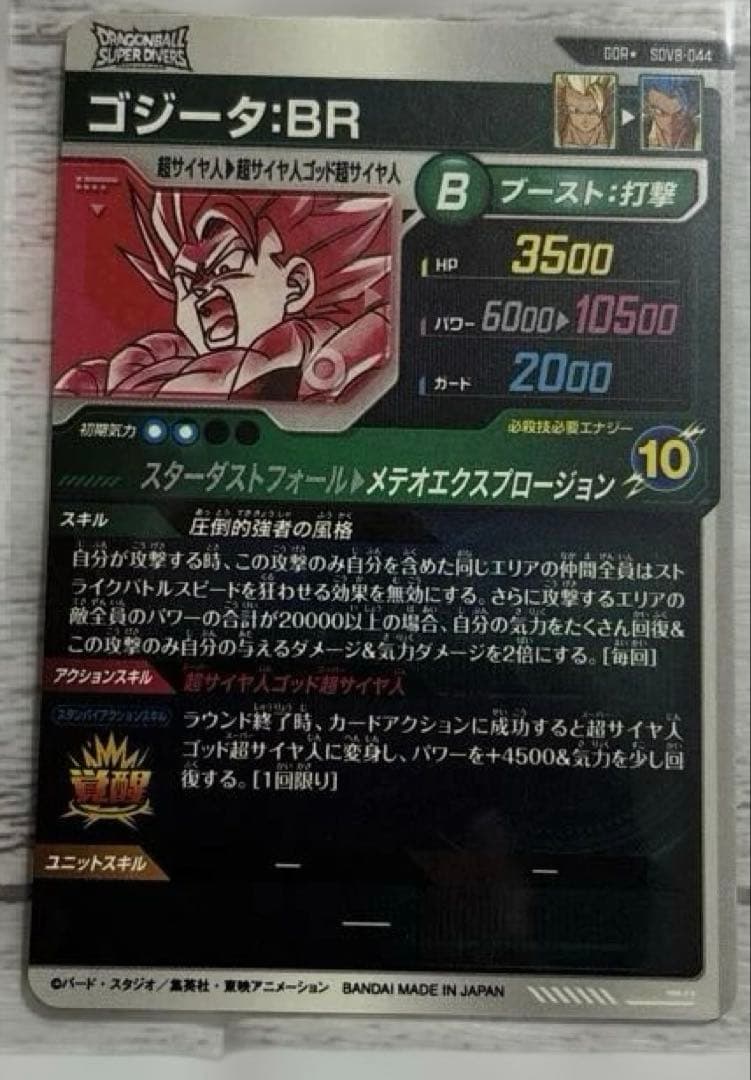 DRAGONBALL
SUPER DIVERS
GDR★ SDV8-044
ゴジータ:BR
超サイヤ人▶超サイヤ人ゴッド超サイヤ人
B ブースト:打撃
HP 3500
パワー 6000▶10500
ガード 2000
初期気力
必殺技必要エナジー
10
スターダストフォール▶メテオエクスプロージョン
スキル 圧倒的強者の風格
自分が攻撃する時、この攻撃のみ自分を含めた同じエリアの仲間全員はスト
ライクバトルスピードを狂わせる効果を無効にする。さらに攻撃するエリアの
敵全員のパワーの合計が20000以上の場合、自分の気力をたくさん回復&
この攻撃のみ自分の与えるダメージ&気力ダメージを2倍にする。[毎回]
アクションスキル 超サイヤ人ゴッド超サイヤ人
スタンバイアクションスキル
覚醒
ラウンド終了時、カードアクションに成功すると超サイヤ人
ゴッド超サイヤ人に変身し、パワーを+4500&気力を少し回
復する。[1回限り]
ユニットスキル ー ー
ー
©バード・スタジオ/集英社・東映アニメーション BANDAI MADE IN JAPAN